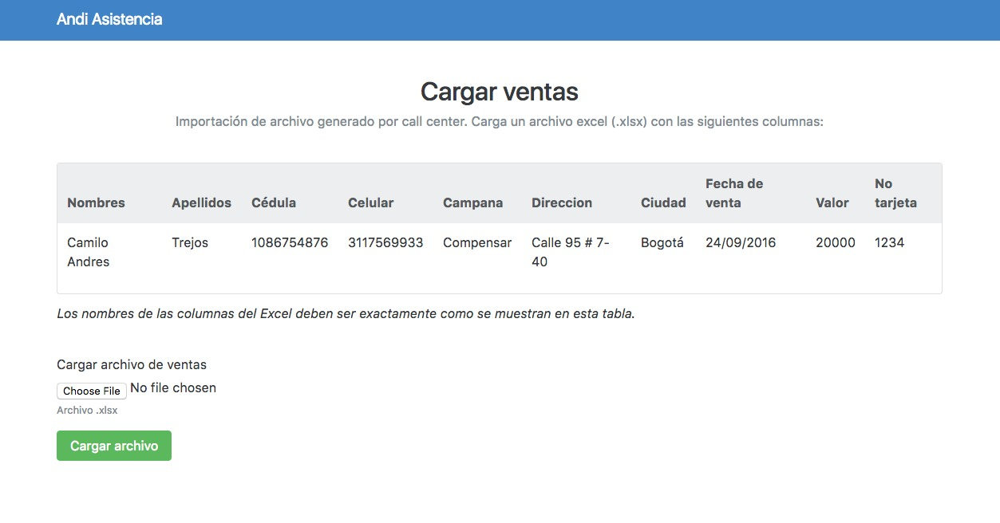 Andi Asistencia
Cargar ventas
Importación de archivo generado por call center. Carga un archivo excel (.xlsx) con las siguientes columnas:
Nombres Apellidos Cédula Celular Campana Direccion Ciudad Fecha de venta Valor No tarjeta
Camilo Andres Trejos 1086754876 3117569933 Compensar Calle 95 # 7-40 Bogotá 24/09/2016 20000 1234
Los nombres de las columnas del Excel deben ser exactamente como se muestran en esta tabla.
Cargar archivo de ventas
Choose File No file chosen
Archivo .xlsx
Cargar archivo